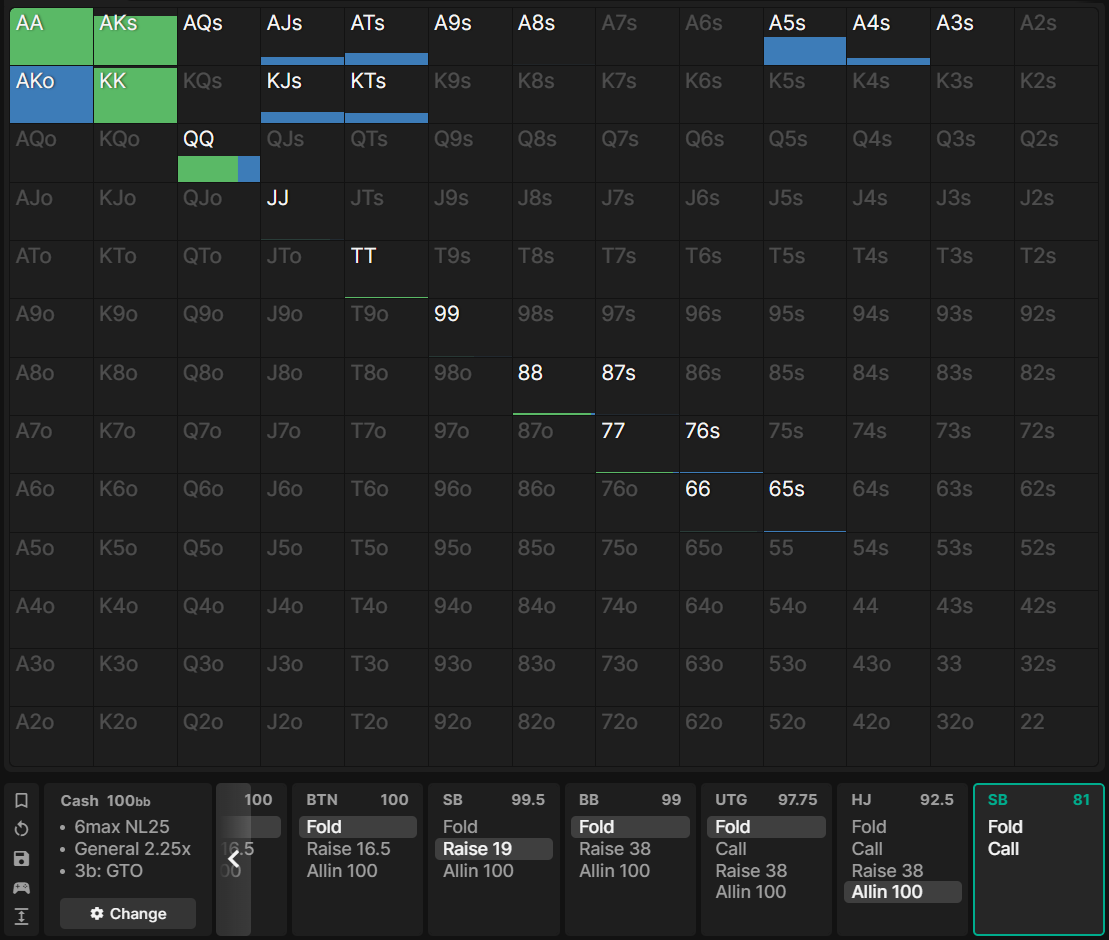 AA AKs AQs AJs ATs A9s A8s A7s A6s A5s A4s A3s A2s
AKo KK KQs KJs KTs K9s K8s K7s K6s K5s K4s K3s K2s
AQo KQo QQ QJs QTs Q9s Q8s Q7s Q6s Q5s Q4s Q3s Q2s
AJo KJo QJo JJ JTs J9s J8s J7s J6s J5s J4s J3s J2s
ATo KTo QTo JTo TT T9s T8s T7s T6s T5s T4s T3s T2s
A9o K9o Q9o J9o T9o 99 98s 97s 96s 95s 94s 93s 92s
A8o K8o Q8o J8o T8o 98o 88 87s 86s 85s 84s 83s 82s
A7o K7o Q7o J7o T7o 97o 87o 77 76s 75s 74s 73s 72s
A6o K6o Q6o J6o T6o 96o 86o 76o 66 65s 64s 63s 62s
A5o K5o Q5o J5o T5o 95o 85o 75o 65o 55 54s 53s 52s
A4o K4o Q4o J4o T4o 94o 84o 74o 64o 54o 44 43s 42s
A3o K3o Q3o J3o T3o 93o 83o 73o 63o 53o 43o 33 32s
A2o K2o Q2o J2o T2o 92o 82o 72o 62o 52o 42o 32o 22
Cash 100bb
• 6max NL25
• General 2.25x
• 3b: GTO
Change
100
16.5
00
BTN 100
Fold
Raise 16.5
Allin 100
SB 99.5
Fold
Raise 19
Allin 100
BB 99
Fold
Raise 38
Allin 100
UTG 97.75
Fold
Call
Raise 38
Allin 100
HJ 92.5
Fold
Call
Raise 38
Allin 100
SB 81
Fold
Call